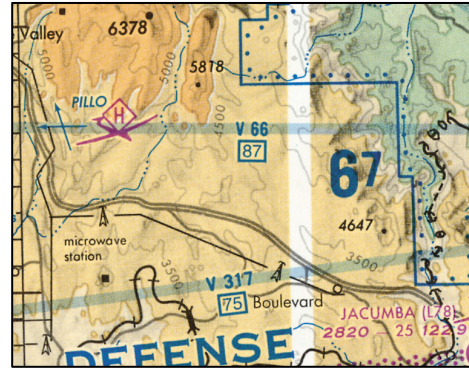 Valley
5000
6378
5000
5818
4500
PILLO
H
V 66
87
67
4647
microwave
station
3500
3500
V 317
75
Boulevard
JACUMBA (L78)
2820 – 25 122.9
DEFENSE